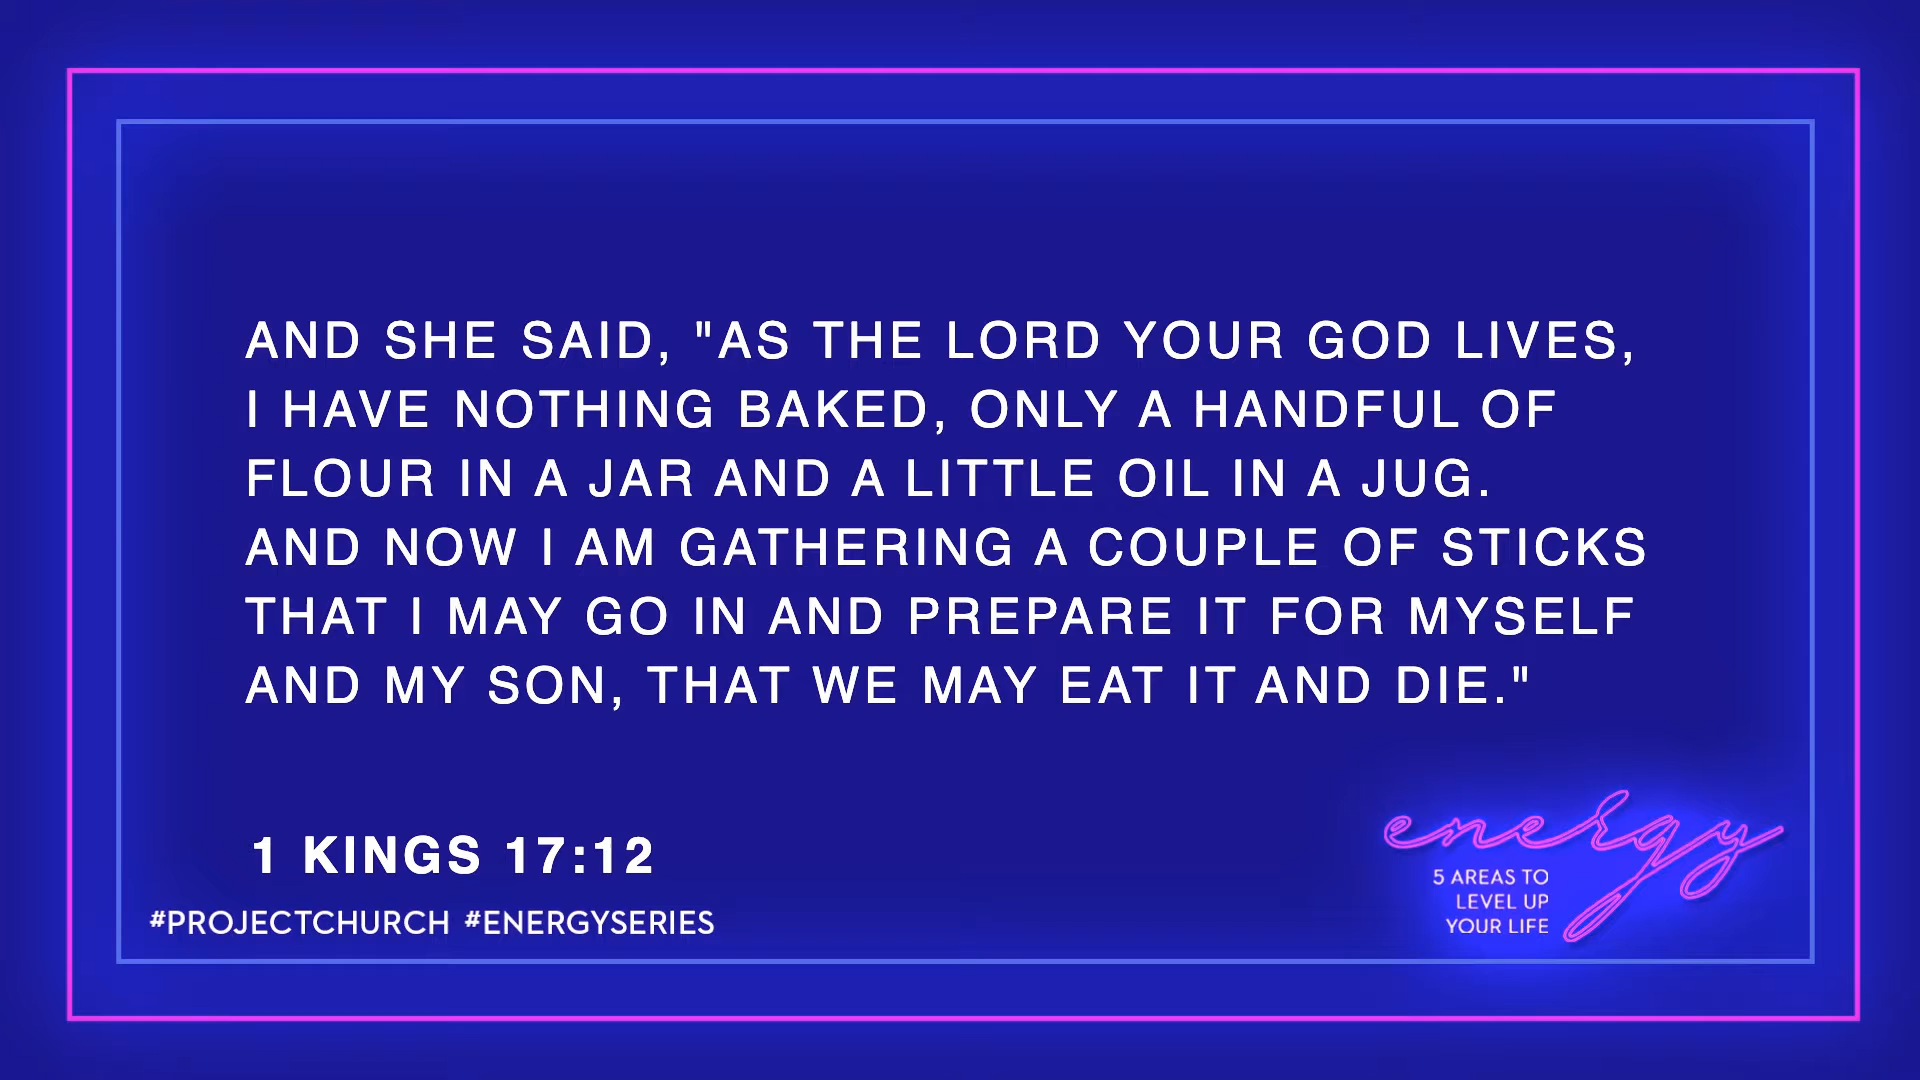 AND SHE SAID, "AS THE LORD YOUR GOD LIVES,
I HAVE NOTHING BAKED, ONLY A HANDFUL OF
FLOUR IN A JAR AND A LITTLE OIL IN A JUG.
AND NOW I AM GATHERING A COUPLE OF STICKS
THAT I MAY GO IN AND PREPARE IT FOR MYSELF
AND MY SON, THAT WE MAY EAT IT AND DIE."
1 KINGS 17:12
#PROJECTCHURCH #ENERGYSERIES
energy
5 AREAS TO
LEVEL UP
YOUR LIFE